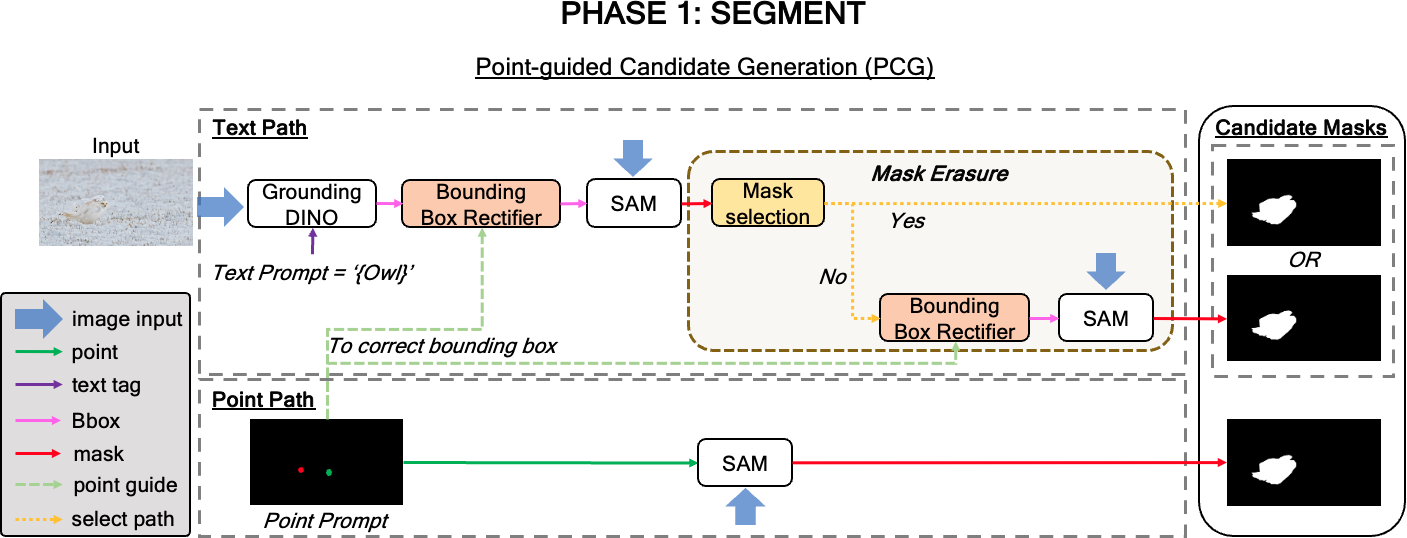 PHASE 1: SEGMENT
Point-guided Candidate Generation (PCG)
Input
Text Path
Grounding
DINO
Bounding
Box Rectifier
SAM
Mask Erasure
Mask
selection
Yes
No
Text Prompt = ‘{Owl}’
Bounding
Box Rectifier
SAM
To correct bounding box
Point Path
SAM
Point Prompt
Candidate Masks
OR
image input
point
text tag
Bbox
mask
point guide
select path